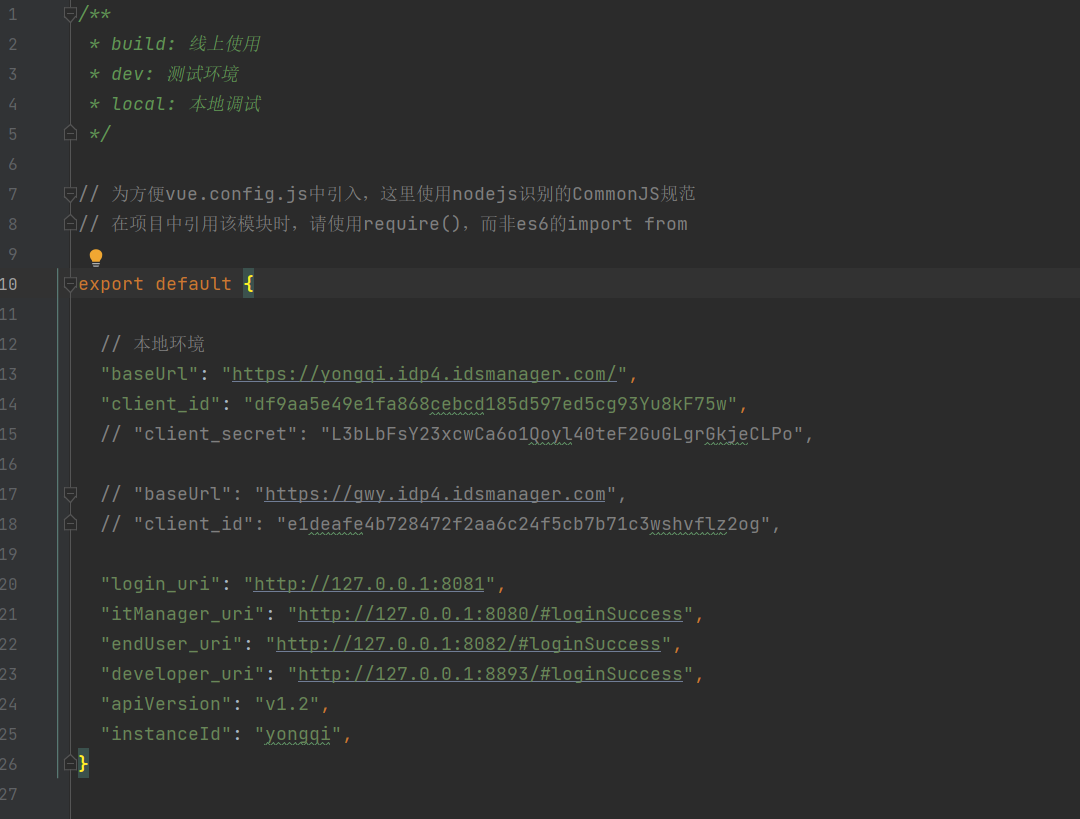 1 /**
2 * build: 线上使用
3 * dev: 测试环境
4 * local: 本地调试
5 */
6
7 // 为方便vue.config.js中引入，这里使用nodejs识别的CommonJS规范
8 // 在项目中引用该模块时，请使用require()，而非es6的import from
9
10 export default {
11
12 // 本地环境
13 "baseUrl": "https://yongqi.idp4.idsmanager.com/",
14 "client_id": "df9aa5e49e1fa868cebcd185d597ed5cg93Yu8kF75w",
15 // "client_secret": "L3bLbFsY23xcwCa6o1Qoyl40teF2GuGLgrGkjeCLPo",
16
17 // "baseUrl": "https://gwy.idp4.idsmanager.com",
18 // "client_id": "e1deafe4b728472f2aa6c24f5cb7b71c3wshvflz2og",
19
20 "login_uri": "http://127.0.0.1:8081",
21 "itManager_uri": "http://127.0.0.1:8080/#loginSuccess",
22 "endUser_uri": "http://127.0.0.1:8082/#loginSuccess",
23 "developer_uri": "http://127.0.0.1:8893/#loginSuccess",
24 "apiVersion": "v1.2",
25 "instanceId": "yongqi",
26 }
27